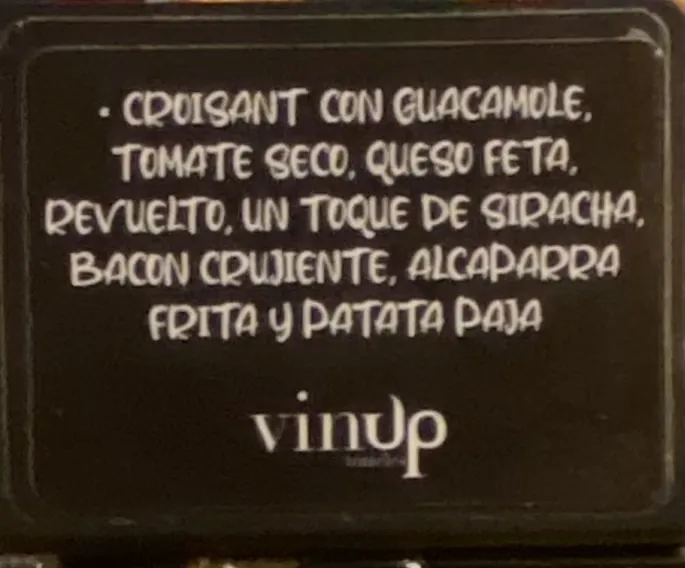 · CROISANT CON GUACAMOLE,
TOMATE SECO, QUESO FETA,
REVUELTO, UN TOQUE DE SIRACHA,
BACON CRUJIENTE, ALCAPARRA
FRITA Y PATATA PAJA
vinup